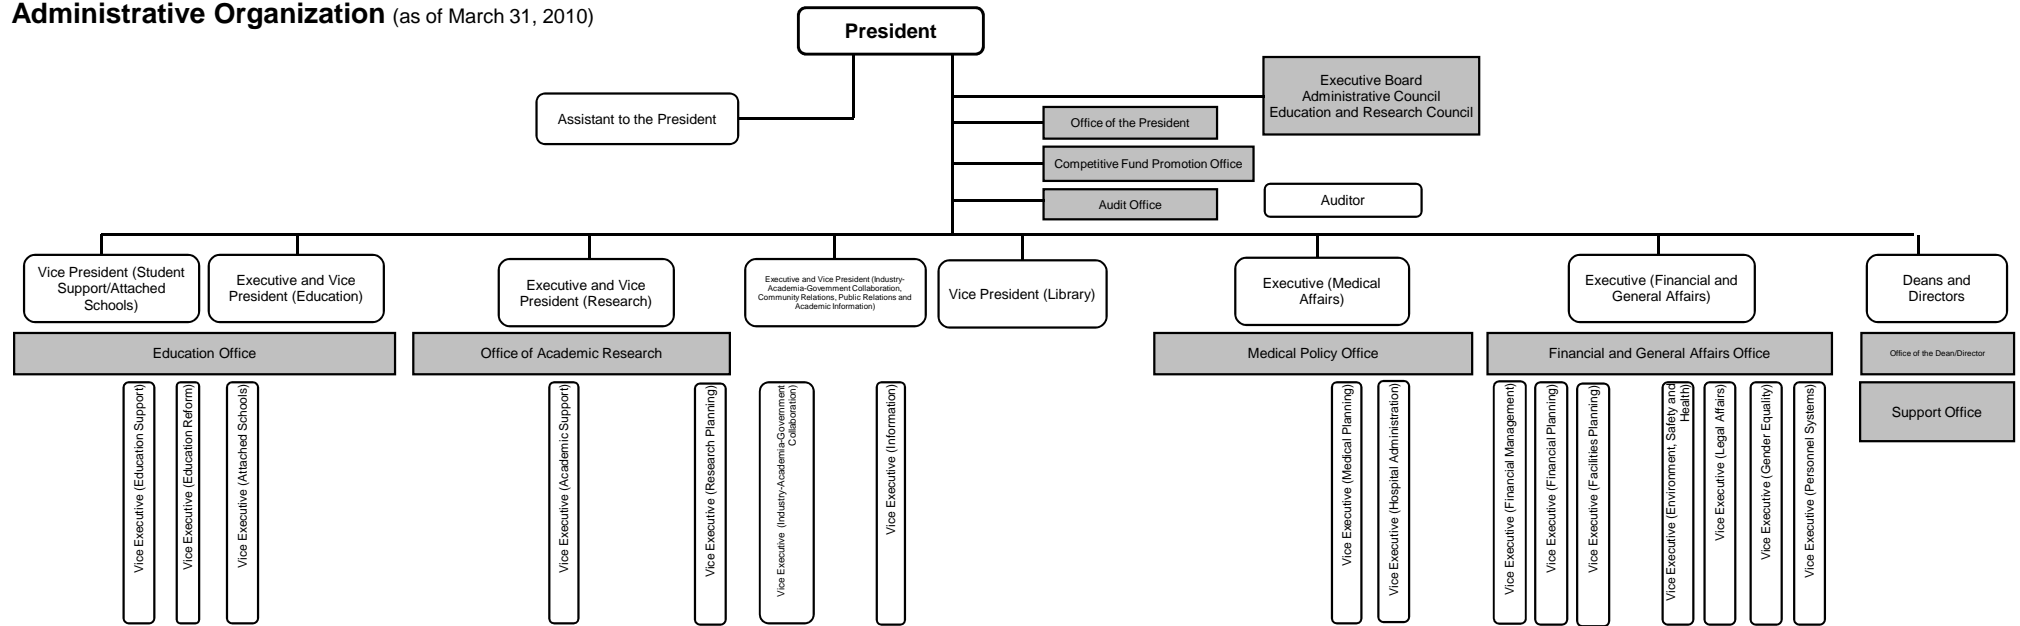 Administrative Organization (as of March 31, 2010)
President
Executive Board
Administrative Council
Education and Research Council
Assistant to the President
Office of the President
Competitive Fund Promotion Office
Audit Office
Auditor
Vice President (Student
Support/Attached
Schools)
Executive and Vice
President (Education)
Executive and Vice
President (Research)
Executive and Vice President (Industry-
Academia-Government Collaboration,
Community Relations, Public Relations and
Academic Information)
Vice President (Library)
Executive (Medical
Affairs)
Executive (Financial and
General Affairs)
Deans and
Directors
Education Office
Office of Academic Research
Medical Policy Office
Financial and General Affairs Office
Office of the Dean/Director
Support Office
Vice Executive (Education Support)
Vice Executive (Education Reform)
Vice Executive (Attached Schools)
Vice Executive (Academic Support)
Vice Executive (Research Planning)
Vice Executive (Industry-Academia-Government
Collaboration)
Vice Executive (Information)
Vice Executive (Medical Planning)
Vice Executive (Hospital Administration)
Vice Executive (Financial Management)
Vice Executive (Financial Planning)
Vice Executive (Facilities Planning)
Vice Executive (Environment, Safety and
Health)
Vice Executive (Legal Affairs)
Vice Executive (Gender Equality)
Vice Executive (Personnel Systems)